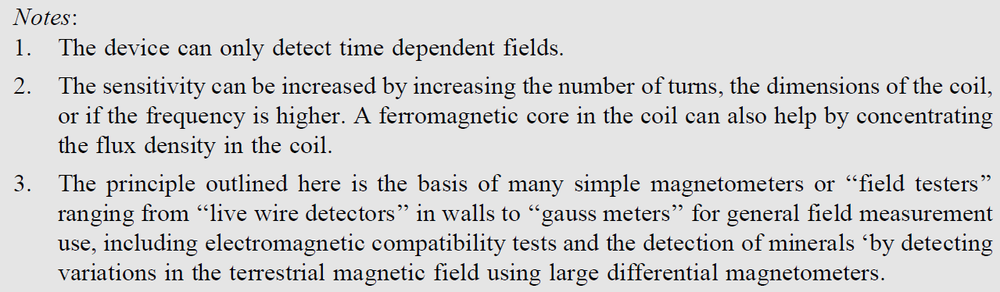 Notes:
1. The device can only detect time dependent fields.
2. The sensitivity can be increased by increasing the number of turns, the dimensions of the coil,
or if the frequency is higher. A ferromagnetic core in the coil can also help by concentrating
the flux density in the coil.
3. The principle outlined here is the basis of many simple magnetometers or “field testers”
ranging from “live wire detectors” in walls to “gauss meters” for general field measurement
use, including electromagnetic compatibility tests and the detection of minerals ‘by detecting
variations in the terrestrial magnetic field using large differential magnetometers.